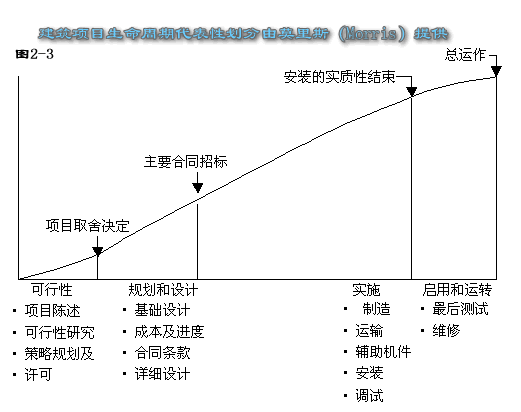 建筑项目生命周期代表性划分由莫里斯（Morris）提供
图2-3
总运作
安装的实质性结束
主要合同招标
项目取舍决定
可行性
• 项目陈述
• 可行性研究
• 策略规划及
• 许可
规划和设计
• 基础设计
• 成本及进度
• 合同条款
• 详细设计
实施
• 制造
• 运输
• 辅助机件
• 安装
• 调试
启用和运转
• 最后测试
• 维修